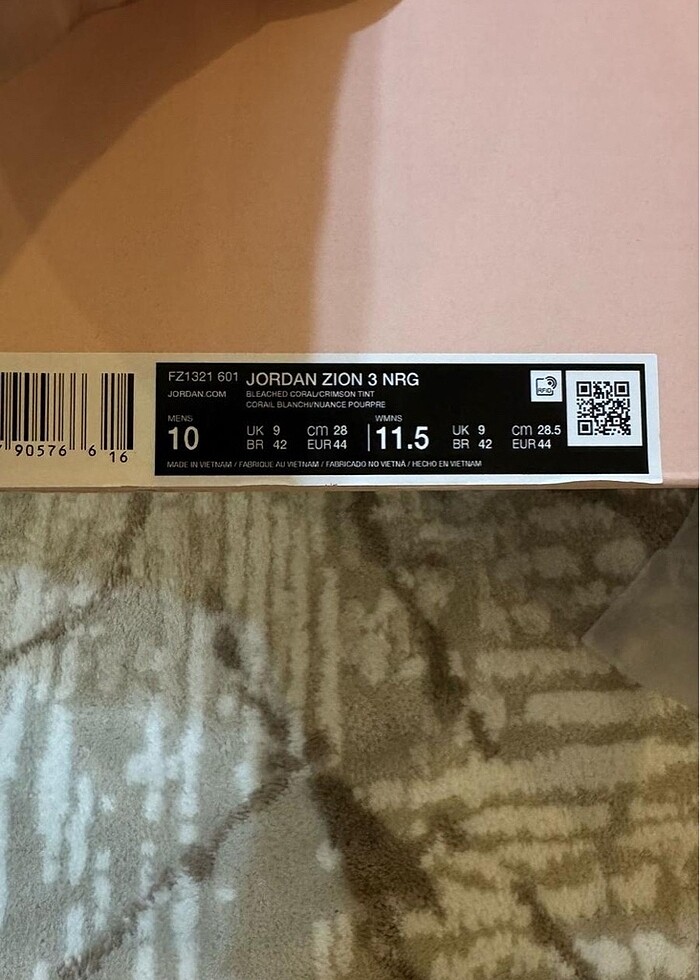 FZ1321 601 JORDAN ZION 3 NRG
JORDAN.COM
BLEACHED CORAL/CRIMSON TINT
CORAIL BLANCHI/NUANCE POURPRE
RFID
MENS
10
UK 9
BR 42
CM 28
EUR 44
WMNS
11.5
UK 9
BR 42
CM 28.5
EUR 44
MADE IN VIETNAM / FABRIQUE AU VIETNAM / FABRICADO NO VIETNÃ / HECHO EN VIETNAM
90576 6 16